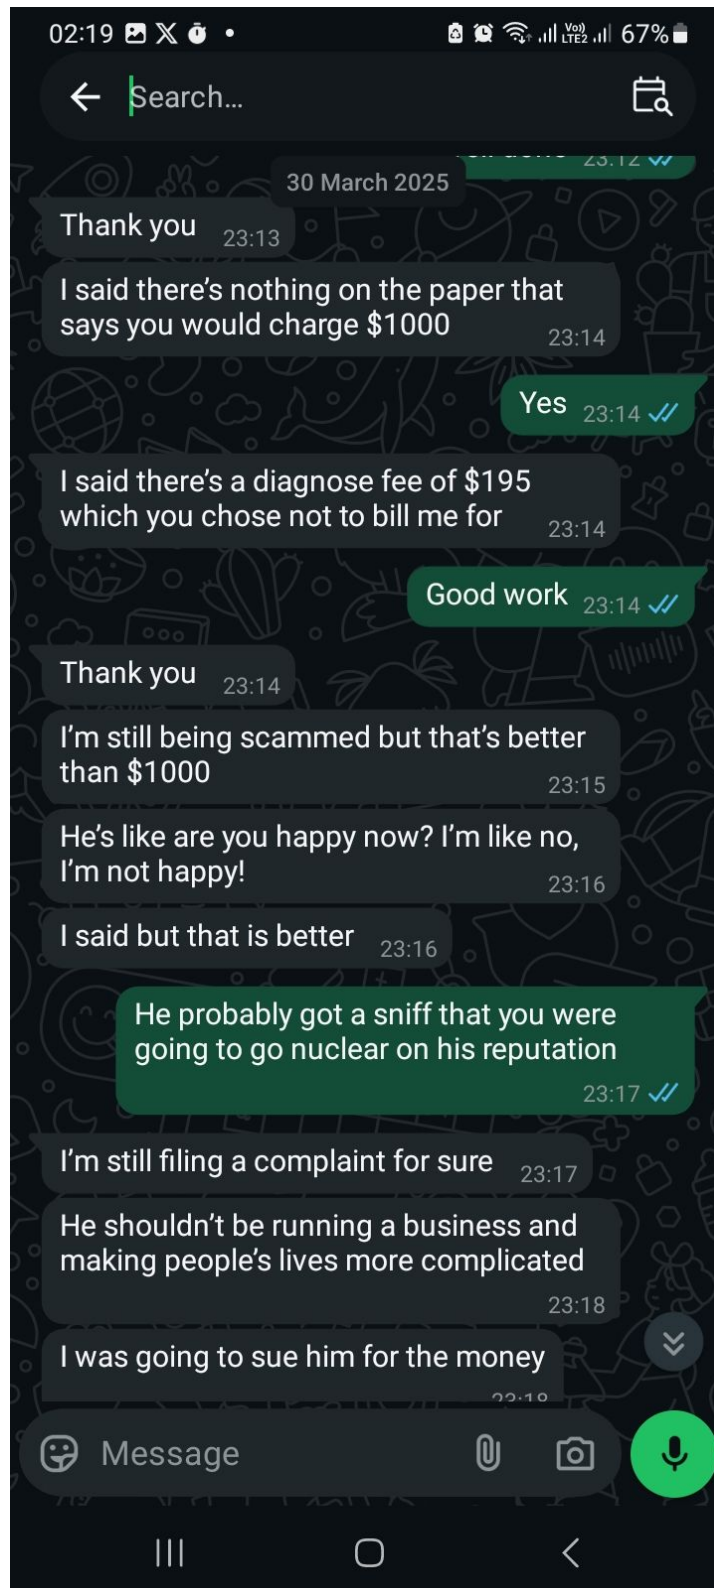 02:19
Vo))
LTE2
67%
Search…
23:12
30 March 2025
Thank you 23:13
I said there’s nothing on the paper that
says you would charge $1000
23:14
Yes 23:14
I said there’s a diagnose fee of $195
which you chose not to bill me for
23:14
Good work 23:14
Thank you 23:14
I’m still being scammed but that’s better
than $1000
23:15
He’s like are you happy now? I’m like no,
I’m not happy!
23:16
I said but that is better 23:16
He probably got a sniff that you were
going to go nuclear on his reputation
23:17
I’m still filing a complaint for sure 23:17
He shouldn’t be running a business and
making people’s lives more complicated
23:18
I was going to sue him for the money
23:18
Message